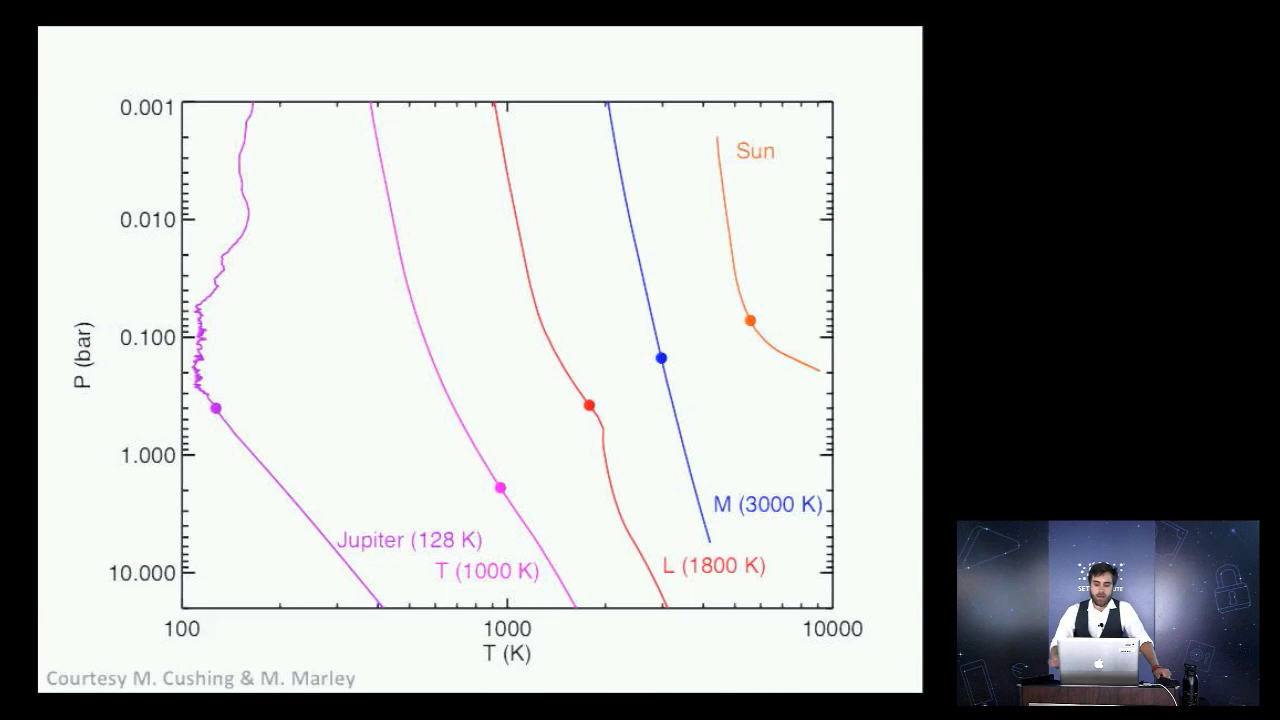 0.001
Sun
0.010
0.100
P (bar)
1.000
M (3000 K)
Jupiter (128 K)
L (1800 K)
T (1000 K)
10.000
100
1000
10000
T (K)
Courtesy M. Cushing & M. Marley